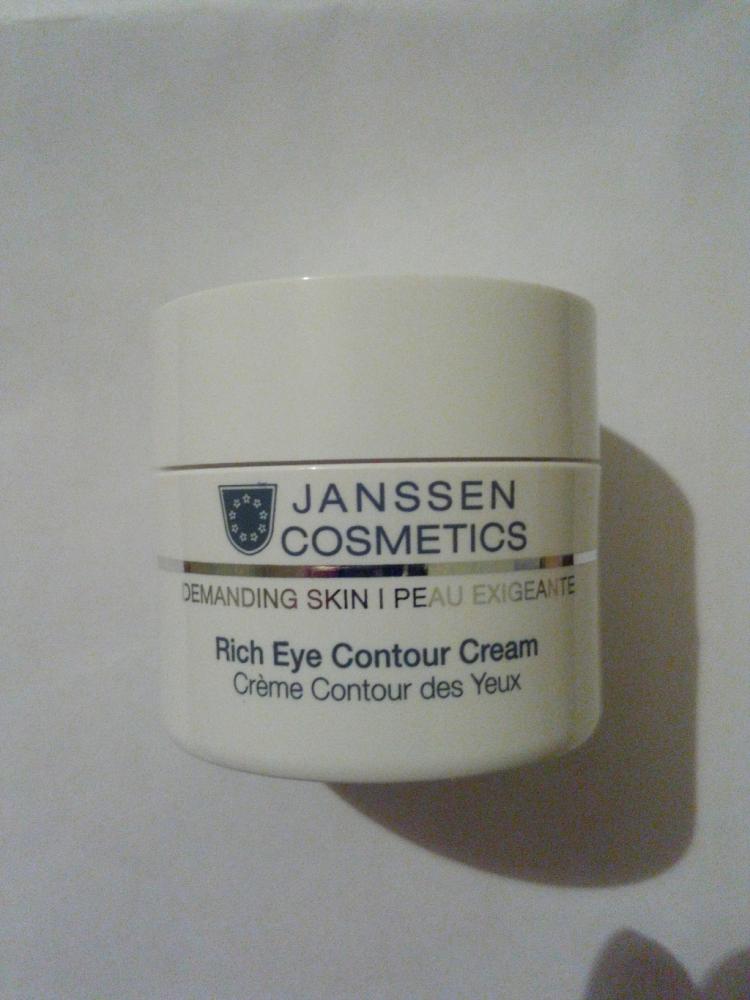 JANSSEN
COSMETICS
DEMANDING SKIN | PEAU EXIGEANTE
Rich Eye Contour Cream
Crème Contour des Yeux